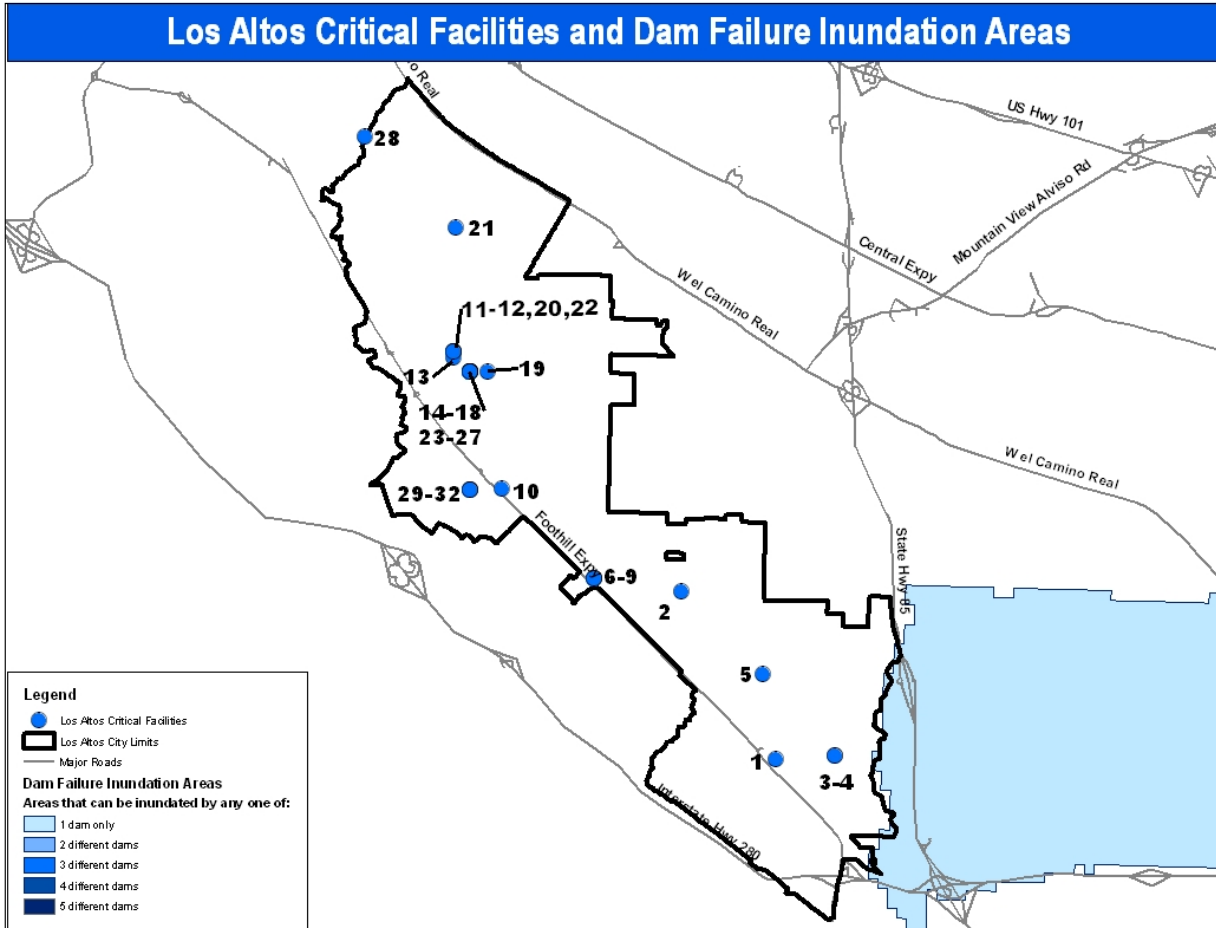 Los Altos Critical Facilities and Dam Failure Inundation Areas
o Real
US Hwy 101
28
Mountain View Alviso Rd
21
Central Expy
Wel Camino Real
11-12,20,22
13
19
14-18
23-27
Wel Camino Real
29-32
10
Foothill Expy
State Hwy 85
6-9
2
5
1
3-4
Interstate Hwy 280
Legend
Los Altos Critical Facilities
Los Altos City Limits
Major Roads
Dam Failure Inundation Areas
Areas that can be inundated by any one of:
1 dam only
2 different dams
3 different dams
4 different dams
5 different dams